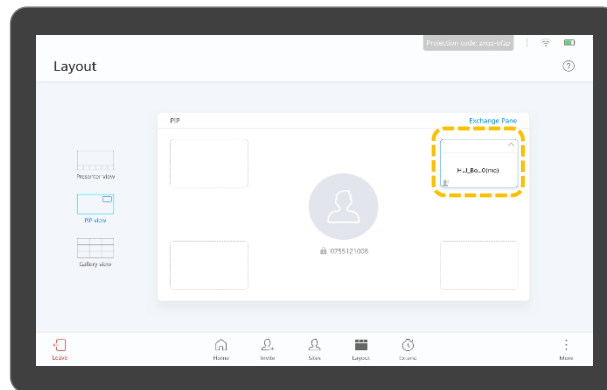 Projection code:
Layout
PIP
Exchange Pane
Presenter view
PIP view
Gallery view
0755121008
Leave
Home
Invite
Sites
Layout
Extend
More